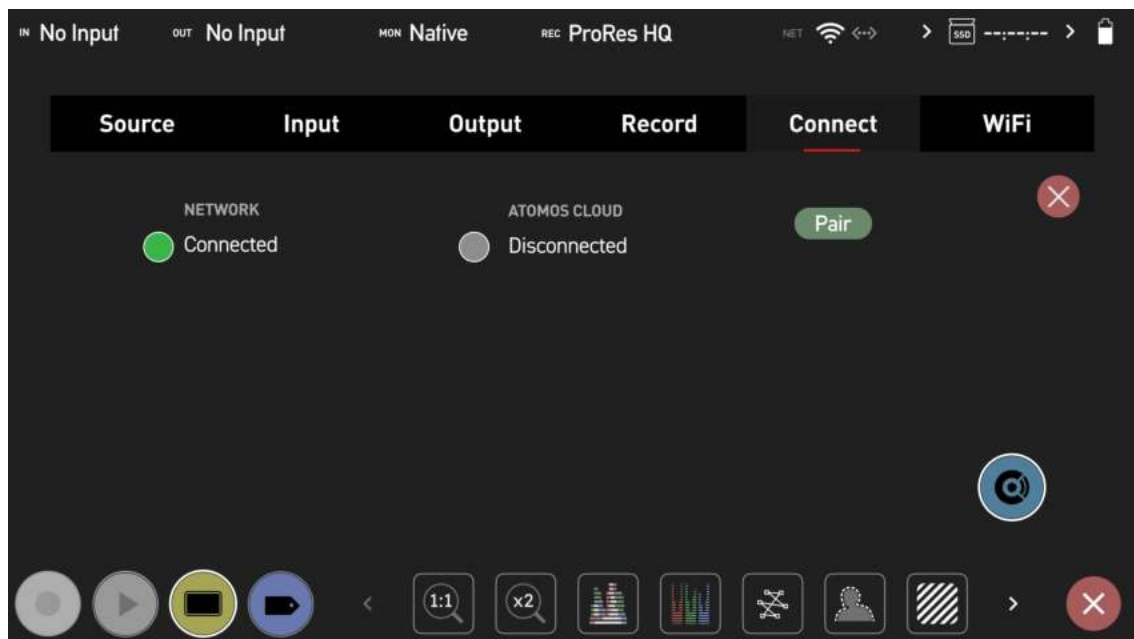 IN No Input OUT No Input MON Native REC ProRes HQ NET SSD --:--:--
Source Input Output Record Connect WiFi
NETWORK ATOMOS CLOUD
Pair
Connected Disconnected
1:1 x2